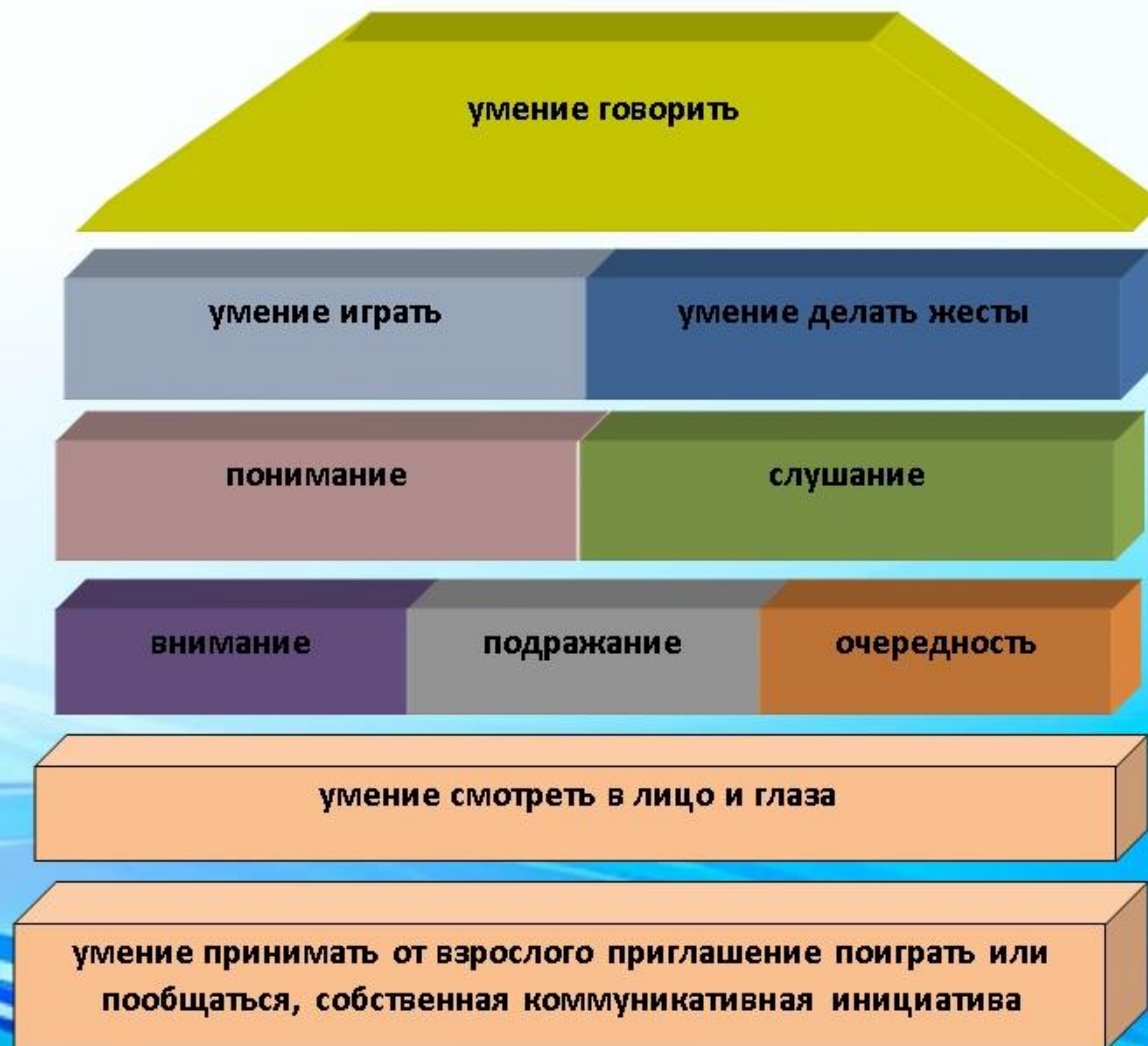 умение говорить
умение играть
умение делать жесты
понимание
слушание
внимание
подражание
очередность
умение смотреть в лицо и глаза
умение принимать от взрослого приглашение поиграть или
пообщаться, собственная коммуникативная инициатива